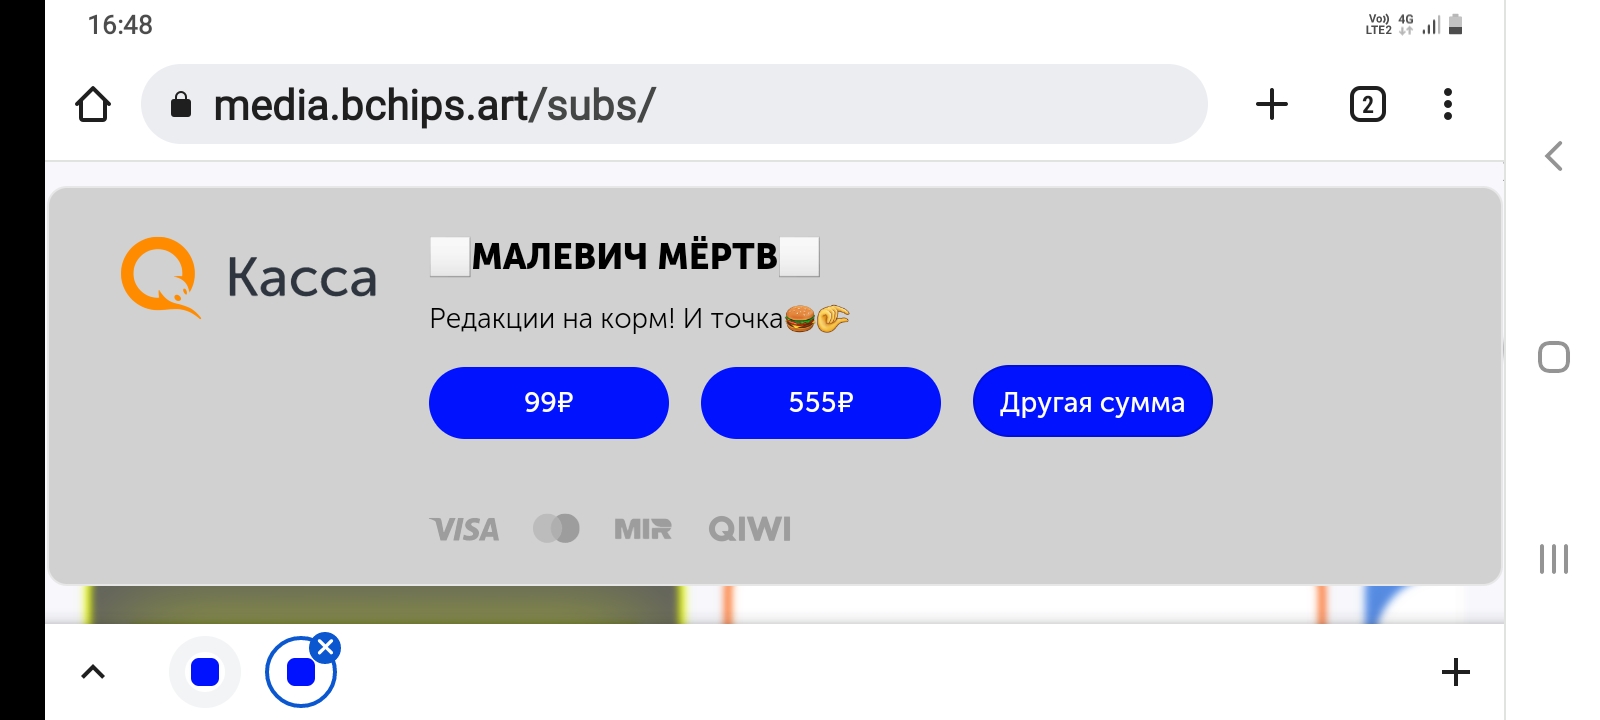 16:48
Vo)) LTE2 4G
media.bchips.art/subs/
2
Касса
⬜МАЛЕВИЧ МЁРТВ⬜
Редакции на корм! И точка🍔🫴
99₽ 555₽ Другая сумма
VISA MIR QIWI